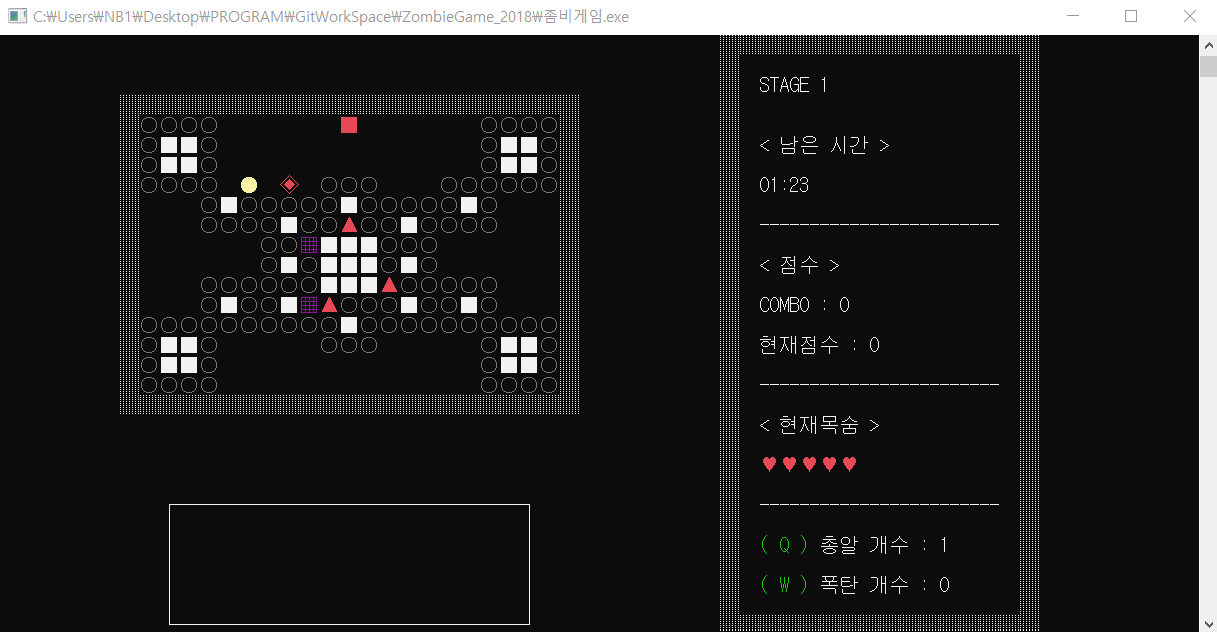 C:₩Users₩NB1₩Desktop₩PROGRAM₩GitWorkSpace₩ZombieGame_2018₩좀비게임.exe
STAGE 1
< 남은 시간 >
01:23
------------------------
< 점수 >
COMBO : 0
현재점수 : 0
------------------------
< 현재목숨 >
♥♥♥♥♥
------------------------
( Q ) 총알 개수 : 1
( W ) 폭탄 개수 : 0